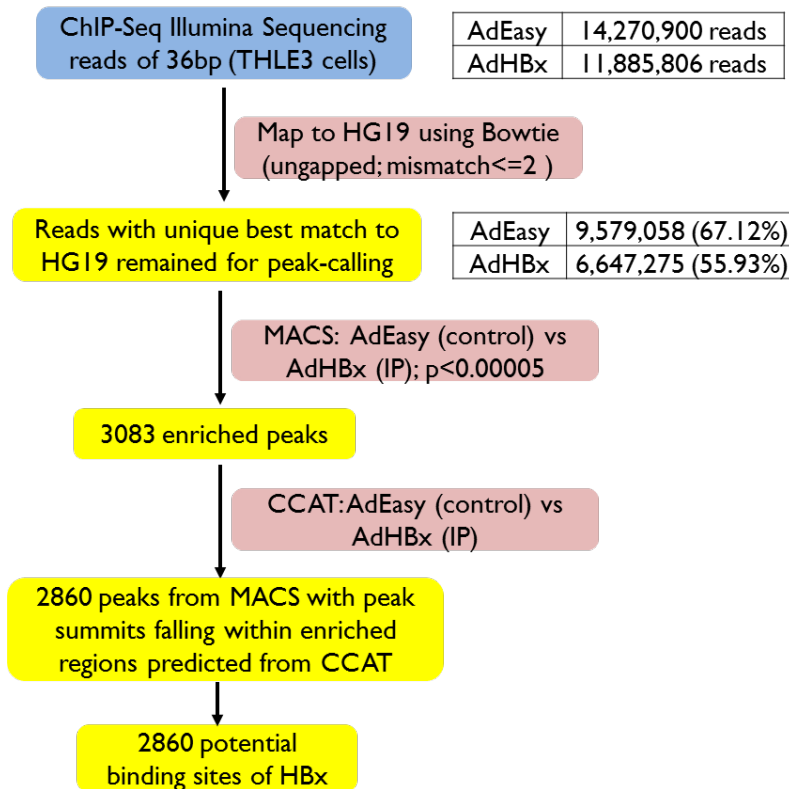 ChIP-Seq Illumina Sequencing
reads of 36bp (THLE3 cells)
AdEasy 14,270,900 reads
AdHBx 11,885,806 reads
Map to HG19 using Bowtie
(ungapped; mismatch<=2 )
Reads with unique best match to
HG19 remained for peak-calling
AdEasy 9,579,058 (67.12%)
AdHBx 6,647,275 (55.93%)
MACS: AdEasy (control) vs
AdHBx (IP); p<0.00005
3083 enriched peaks
CCAT:AdEasy (control) vs
AdHBx (IP)
2860 peaks from MACS with peak
summits falling within enriched
regions predicted from CCAT
2860 potential
binding sites of HBx